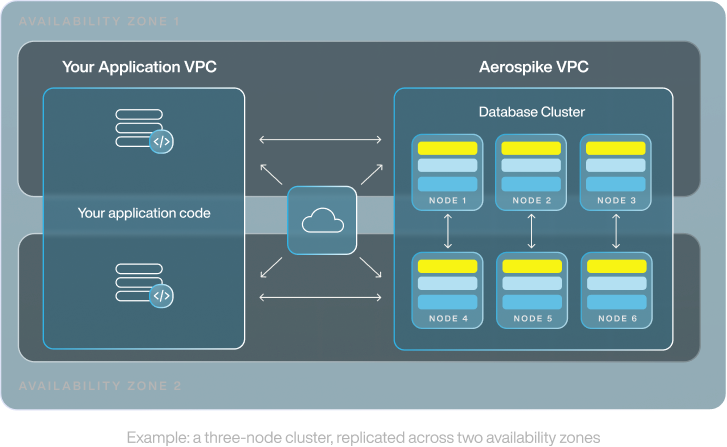 AVAILABILITY ZONE 1
Your Application VPC
Aerospike VPC
Database Cluster
NODE 1
NODE 2
NODE 3
Your application code
</>
</>
NODE 4
NODE 5
NODE 6
AVAILABILITY ZONE 2
Example: a three-node cluster, replicated across two availability zones